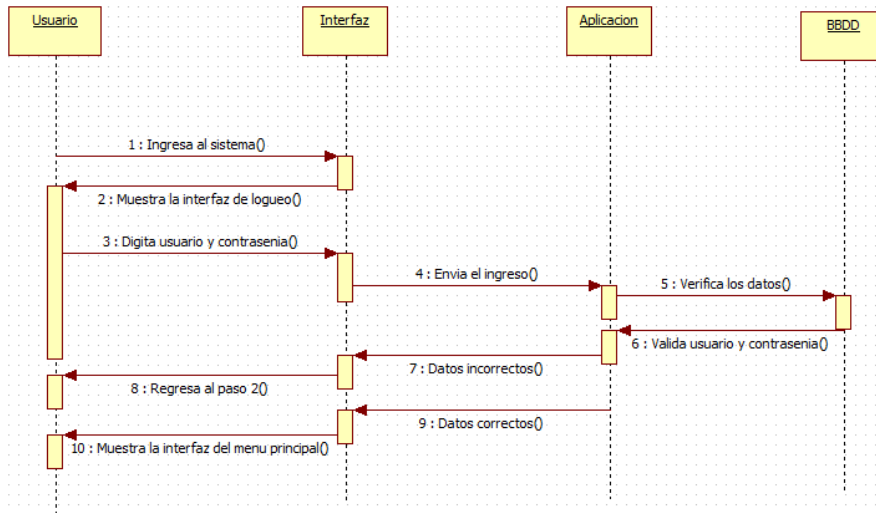 Usuario
Interfaz
Aplicacion
BBDD
1 : Ingresa al sistema()
2 : Muestra la interfaz de logueo()
3 : Digita usuario y contrasenia()
4 : Envia el ingreso()
5 : Verifica los datos()
6 : Valida usuario y contrasenia()
7 : Datos incorrectos()
8 : Regresa al paso 2()
9 : Datos correctos()
10 : Muestra la interfaz del menu principal()